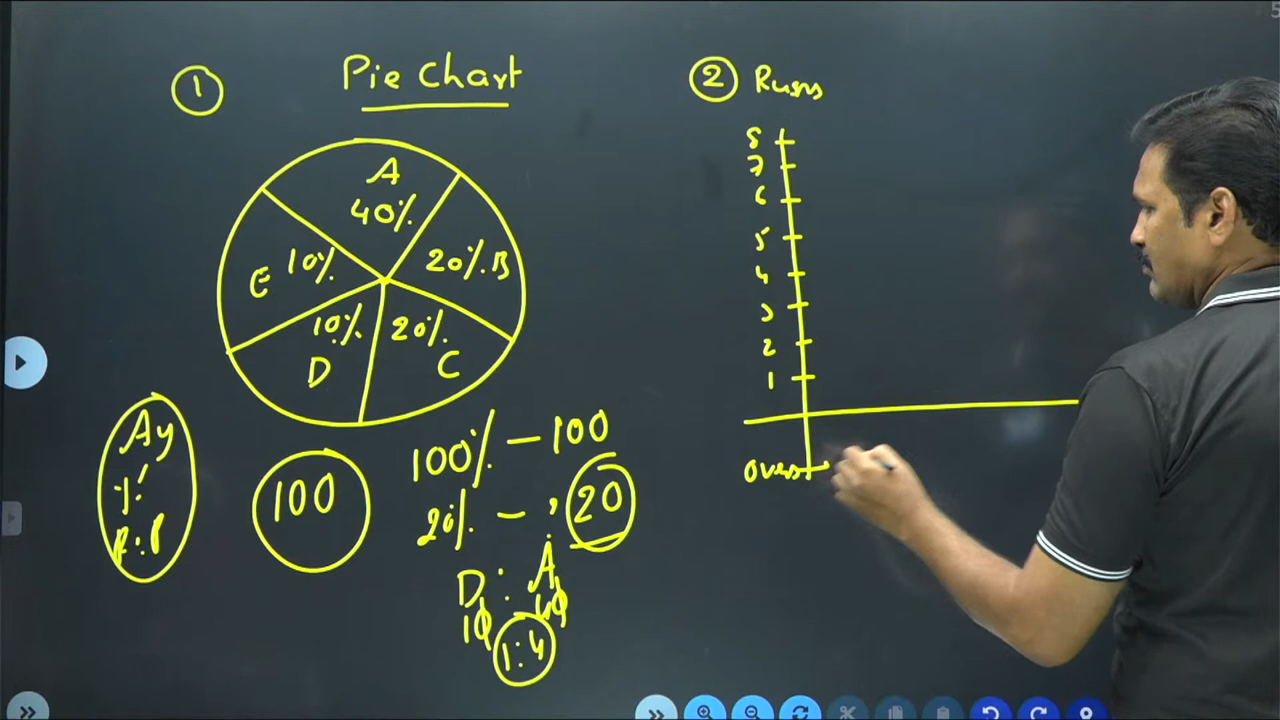 1
Pie Chart
A
40%
E 10%
20% B
10%
20%
D
C
Ay
100
100% – 100
20% – ? 20
D : A
10 40
1:4
2 Runs
8
7
6
5
4
3
2
1
overs